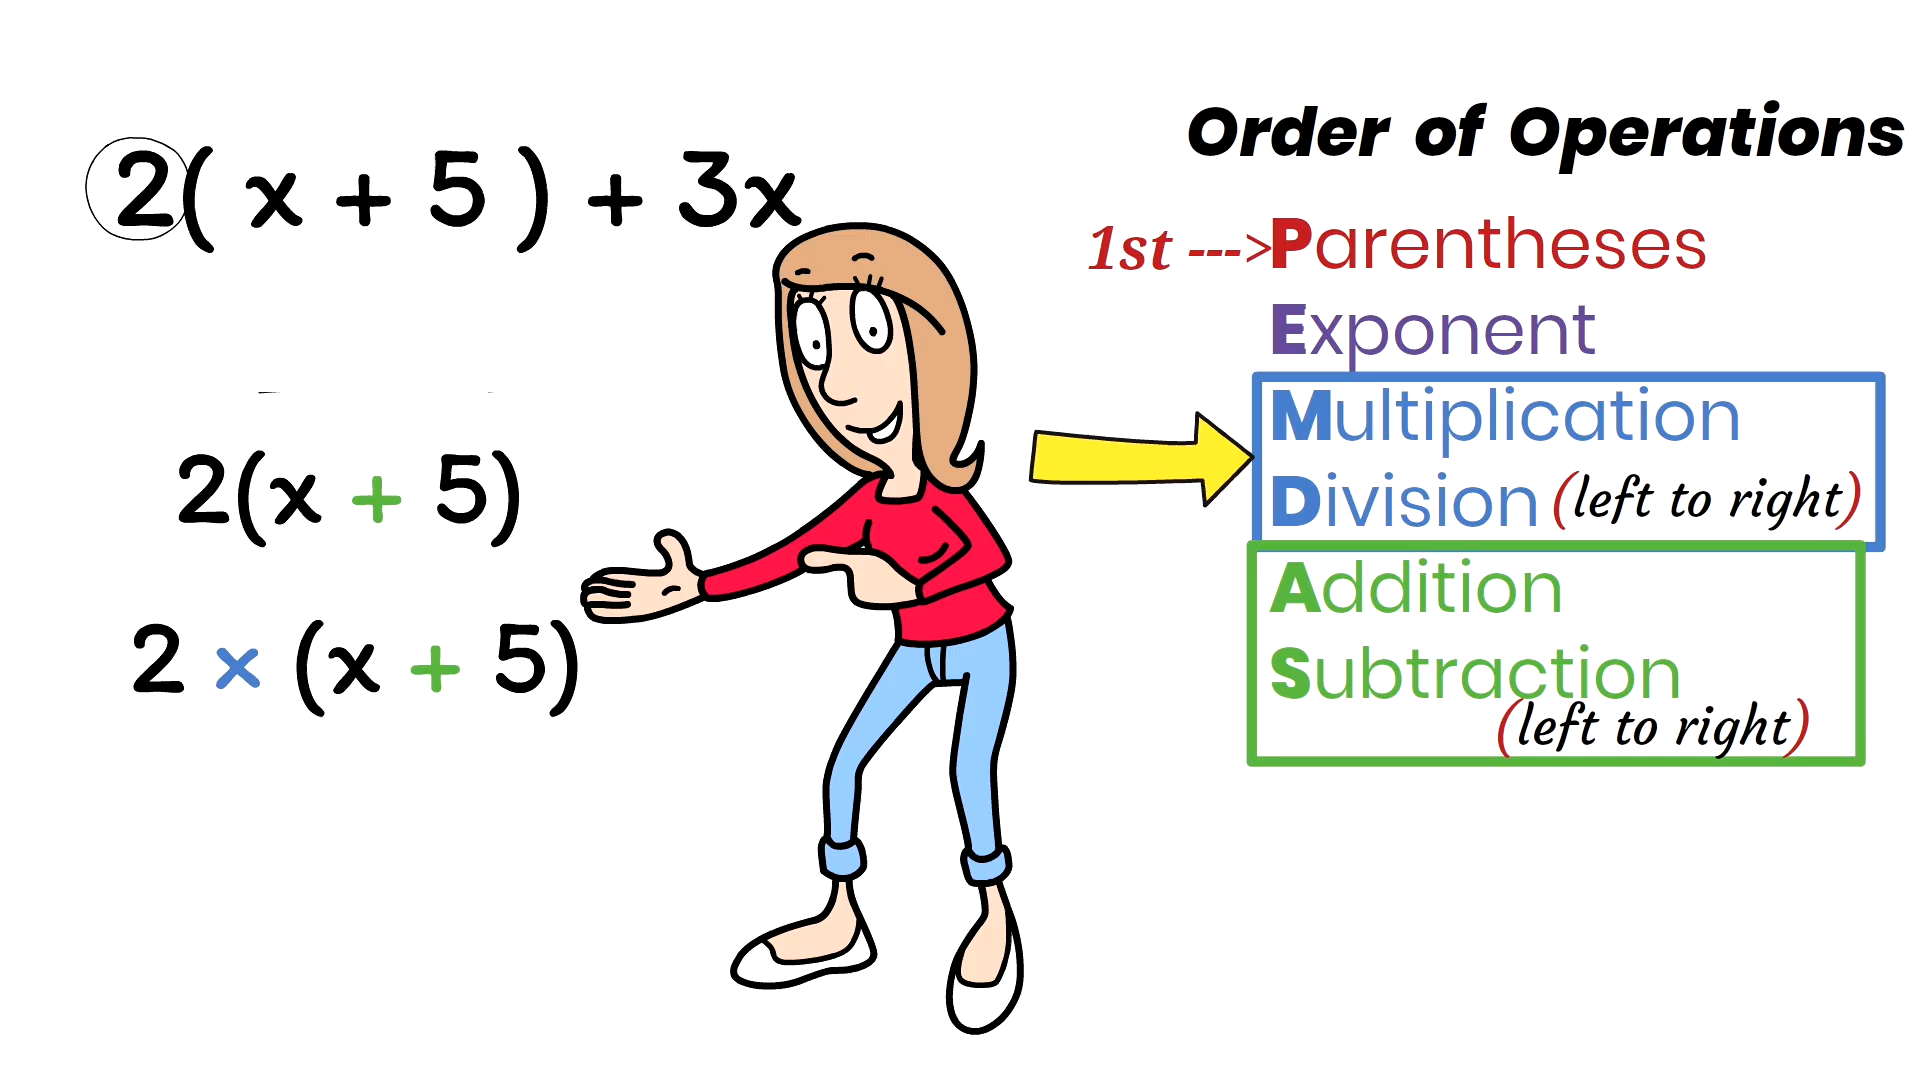 2( x + 5 ) + 3x
2(x + 5)
2 × (x + 5)
Order of Operations
1st --->Parentheses
Exponent
Multiplication
Division (left to right)
Addition
Subtraction
(left to right)